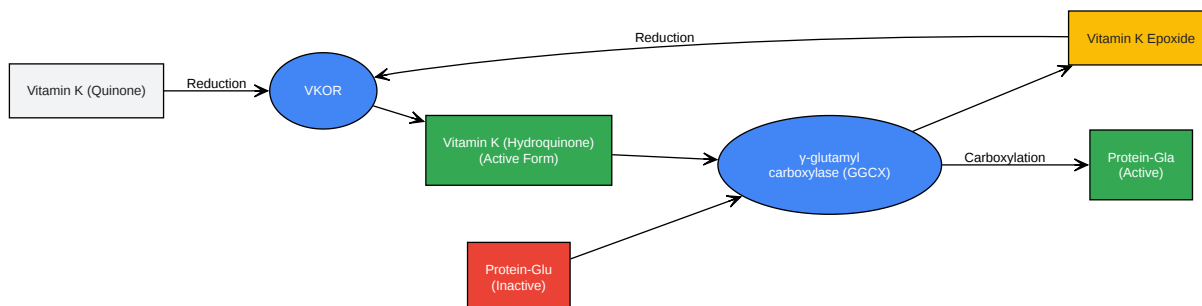 Vitamin K (Quinone)
Reduction
VKOR
Reduction
Vitamin K Epoxide
Vitamin K (Hydroquinone)
(Active Form)
γ-glutamyl
carboxylase (GGCX)
Carboxylation
Protein-Gla
(Active)
Protein-Glu
(Inactive)